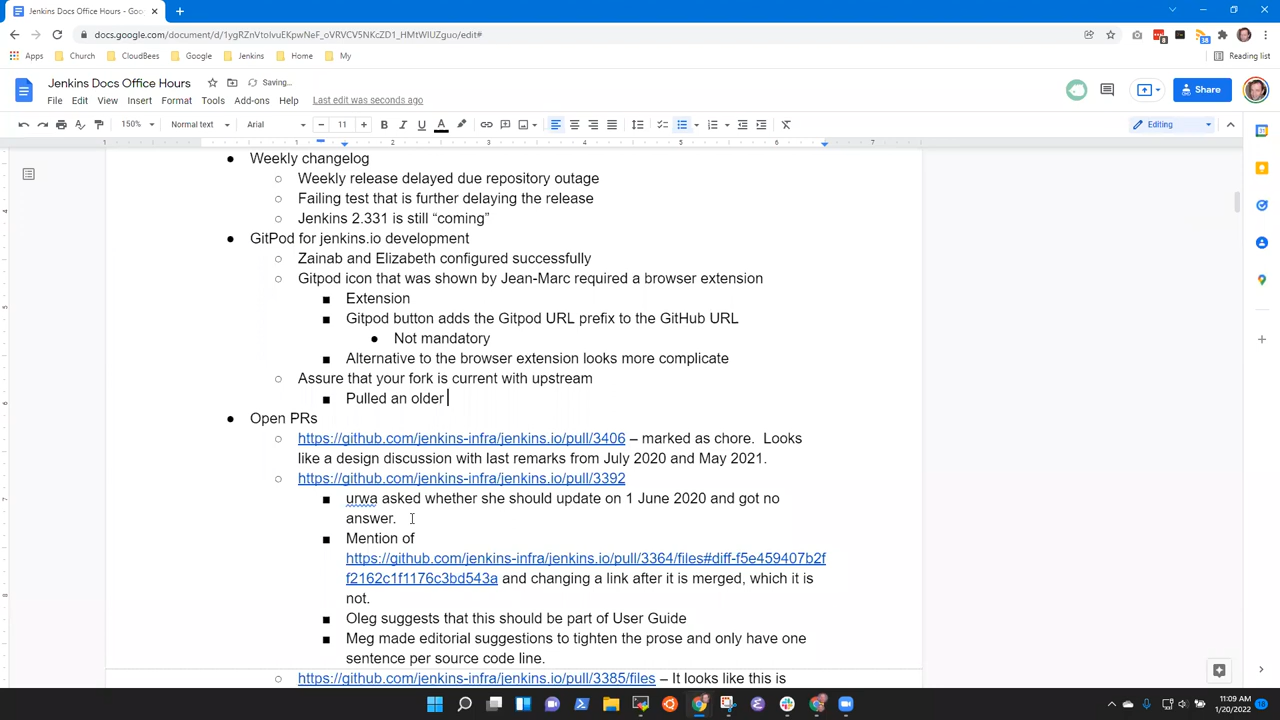 Jenkins Docs Office Hours - Goo
docs.google.com/document/d/1ygRZnVtoIvuEKpwNeF_oVRVCV5NKcZD1_HMtWIUZguo/edit#
Apps Church CloudBees Google Jenkins Home My Reading list
Jenkins Docs Office Hours Saving...
File Edit View Insert Format Tools Add-ons Help Last edit was seconds ago
Share
150% Normal text Arial 11 Editing
1 1 2 3 4 5 6 7
Weekly changelog
Weekly release delayed due repository outage
Failing test that is further delaying the release
Jenkins 2.331 is still “coming”
GitPod for jenkins.io development
Zainab and Elizabeth configured successfully
Gitpod icon that was shown by Jean-Marc required a browser extension
Extension
Gitpod button adds the Gitpod URL prefix to the GitHub URL
Not mandatory
Alternative to the browser extension looks more complicate
Assure that your fork is current with upstream
Pulled an older
Open PRs
https://github.com/jenkins-infra/jenkins.io/pull/3406 – marked as chore. Looks
like a design discussion with last remarks from July 2020 and May 2021.
https://github.com/jenkins-infra/jenkins.io/pull/3392
urwa asked whether she should update on 1 June 2020 and got no
answer.
Mention of
https://github.com/jenkins-infra/jenkins.io/pull/3364/files#diff-f5e459407b2f
f2162c1f1176c3bd543a and changing a link after it is merged, which it is
not.
Oleg suggests that this should be part of User Guide
Meg made editorial suggestions to tighten the prose and only have one
sentence per source code line.
https://github.com/jenkins-infra/jenkins.io/pull/3385/files – It looks like this is
11:09 AM
1/20/2022